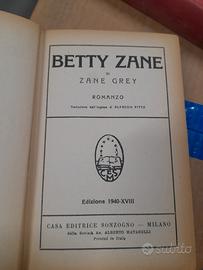 BETTY ZANE
DI
ZANE GREY
ROMANZO
Traduzione dall'inglese di ALFREDO PITTA
Edizione 1940-XVIII
CASA EDITRICE SONZOGNO — MILANO
della Società An. ALBERTO MATARELLI
Printed in Italy
subito